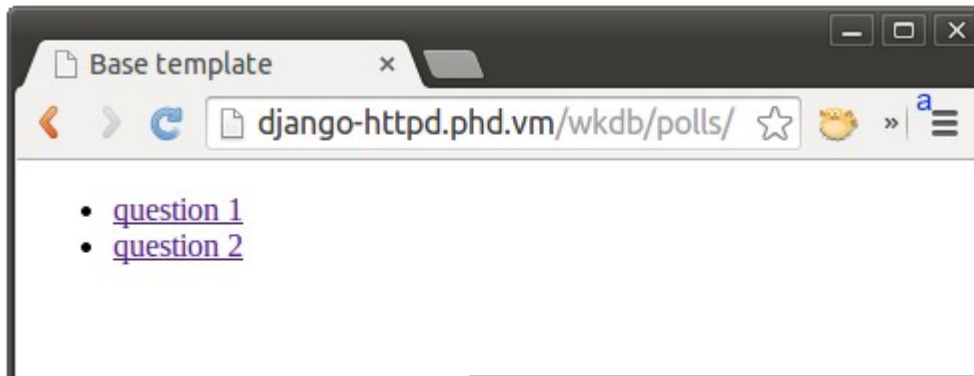 Base template
django-httpd.phd.vm/wkdb/polls/
a
question 1
question 2